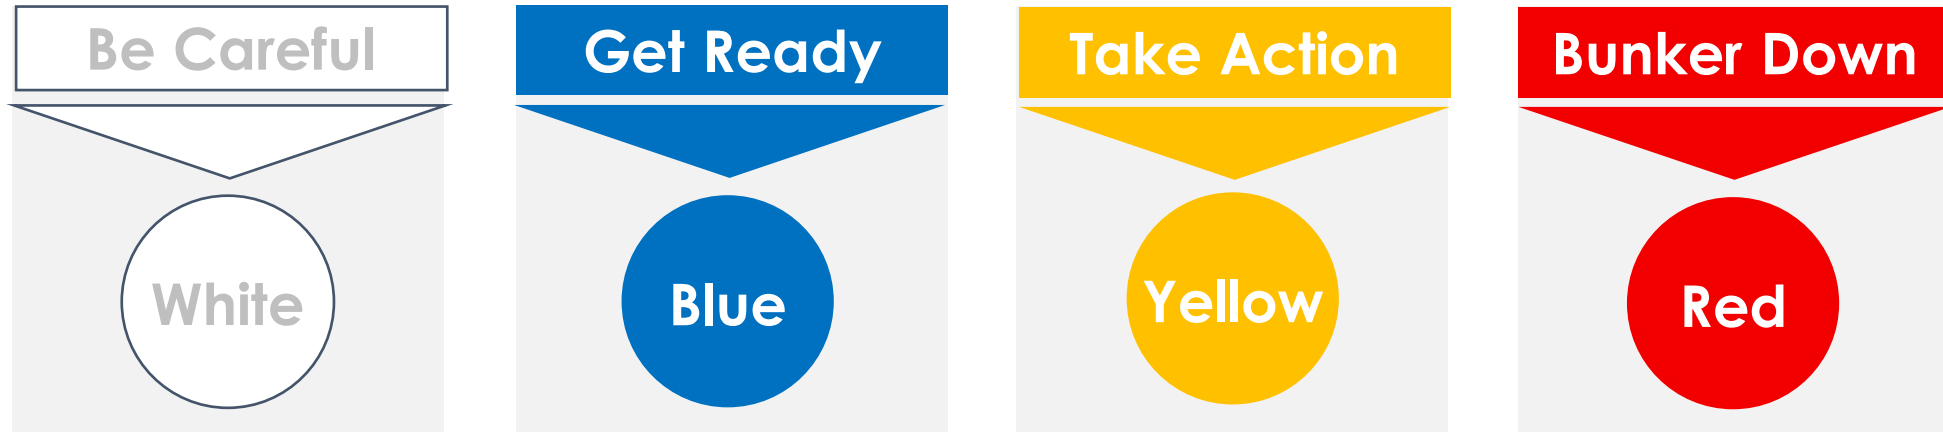 Be Careful
Get Ready
Take Action
Bunker Down
White
Blue
Yellow
Red